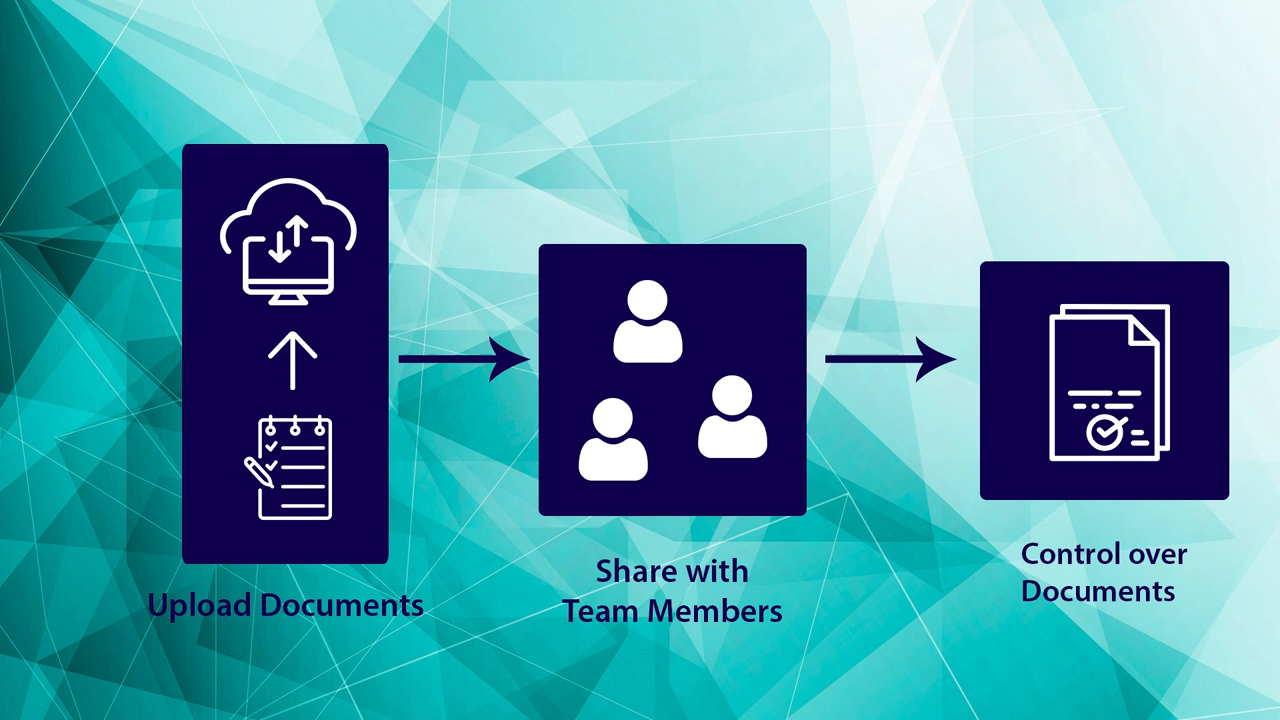 Upload Documents
Share with
Team Members
Control over
Documents